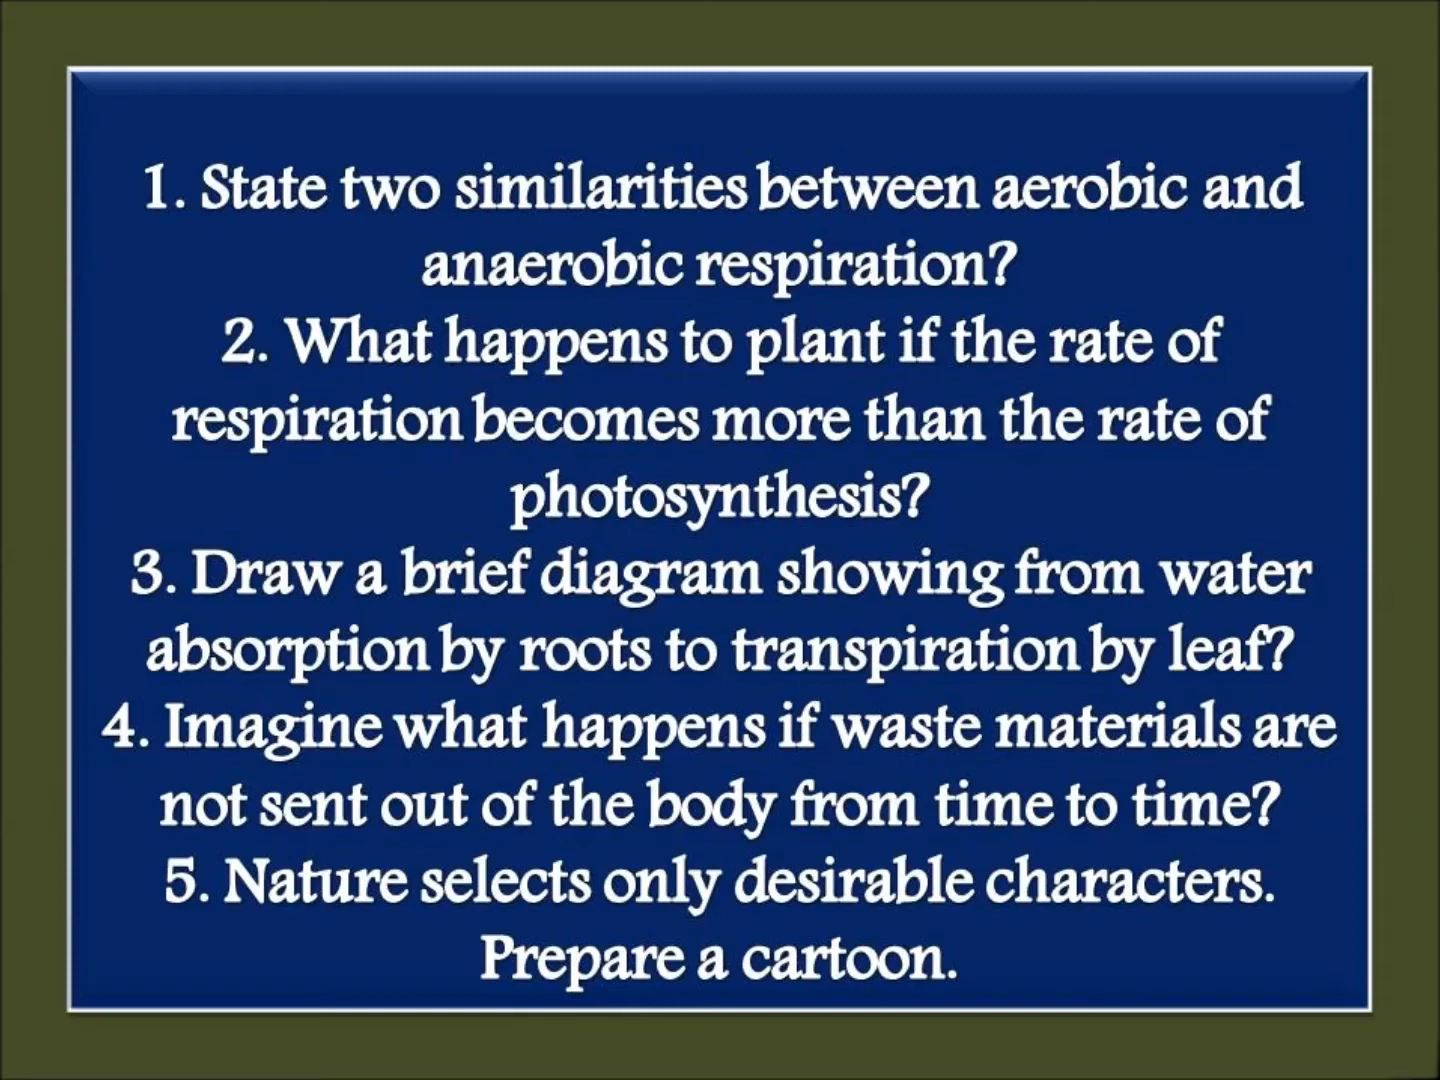 1. State two similarities between aerobic and
anaerobic respiration?
2. What happens to plant if the rate of
respiration becomes more than the rate of
photosynthesis?
3. Draw a brief diagram showing from water
absorption by roots to transpiration by leaf?
4. Imagine what happens if waste materials are
not sent out of the body from time to time?
5. Nature selects only desirable characters.
Prepare a cartoon.